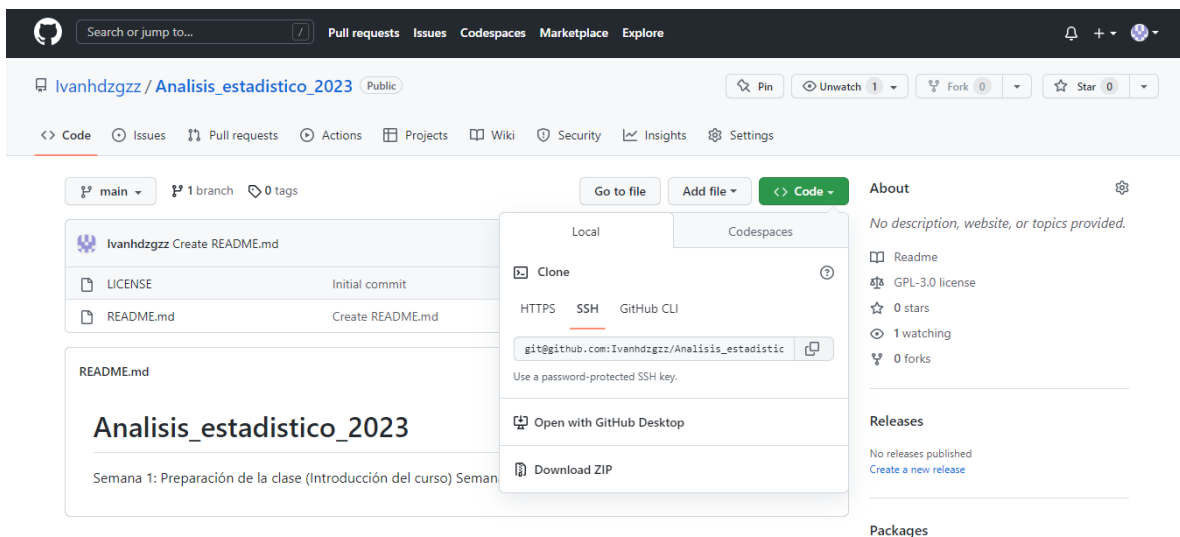 Search or jump to... / Pull requests Issues Codespaces Marketplace Explore
Ivanhdzgzz / Analisis_estadistico_2023 Public Pin Unwatch 1 Fork 0 Star 0
Code Issues Pull requests Actions Projects Wiki Security Insights Settings
main 1 branch 0 tags Go to file Add file Code
Local Codespaces
Clone
HTTPS SSH GitHub CLI
git@github.com:Ivanhdzgzz/Analisis_estadistic
Use a password-protected SSH key.
Open with GitHub Desktop
Download ZIP
Ivanhdzgzz Create README.md
LICENSE Initial commit
README.md Create README.md
README.md
Analisis_estadistico_2023
Semana 1: Preparación de la clase (Introducción del curso) Seman
About
No description, website, or topics provided.
Readme
GPL-3.0 license
0 stars
1 watching
0 forks
Releases
No releases published
Create a new release
Packages